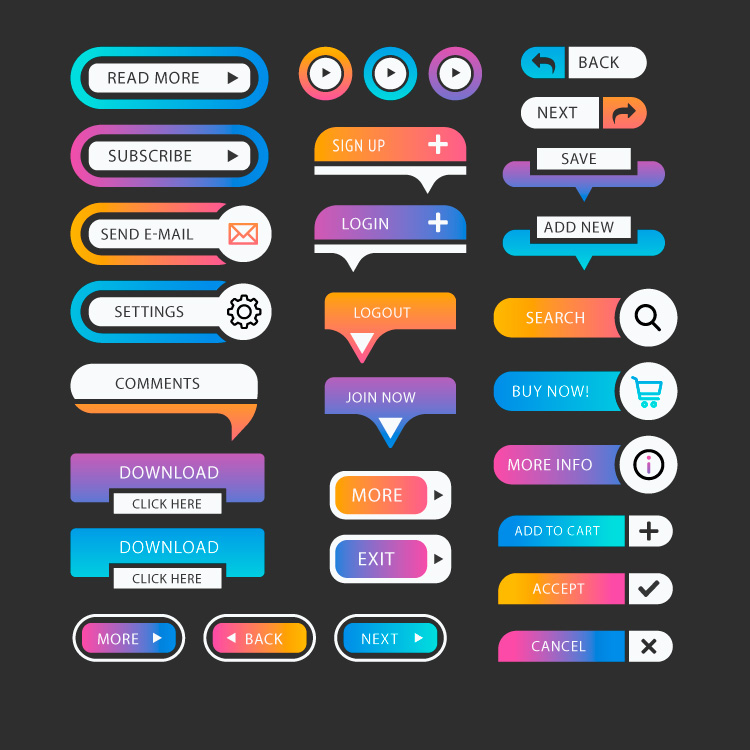 READ MORE
SUBSCRIBE
SEND E-MAIL
SETTINGS
COMMENTS
DOWNLOAD
CLICK HERE
DOWNLOAD
CLICK HERE
MORE
BACK
NEXT
SIGN UP
LOGIN
LOGOUT
JOIN NOW
MORE
EXIT
BACK
NEXT
SAVE
ADD NEW
SEARCH
BUY NOW!
MORE INFO
ADD TO CART
ACCEPT
CANCEL